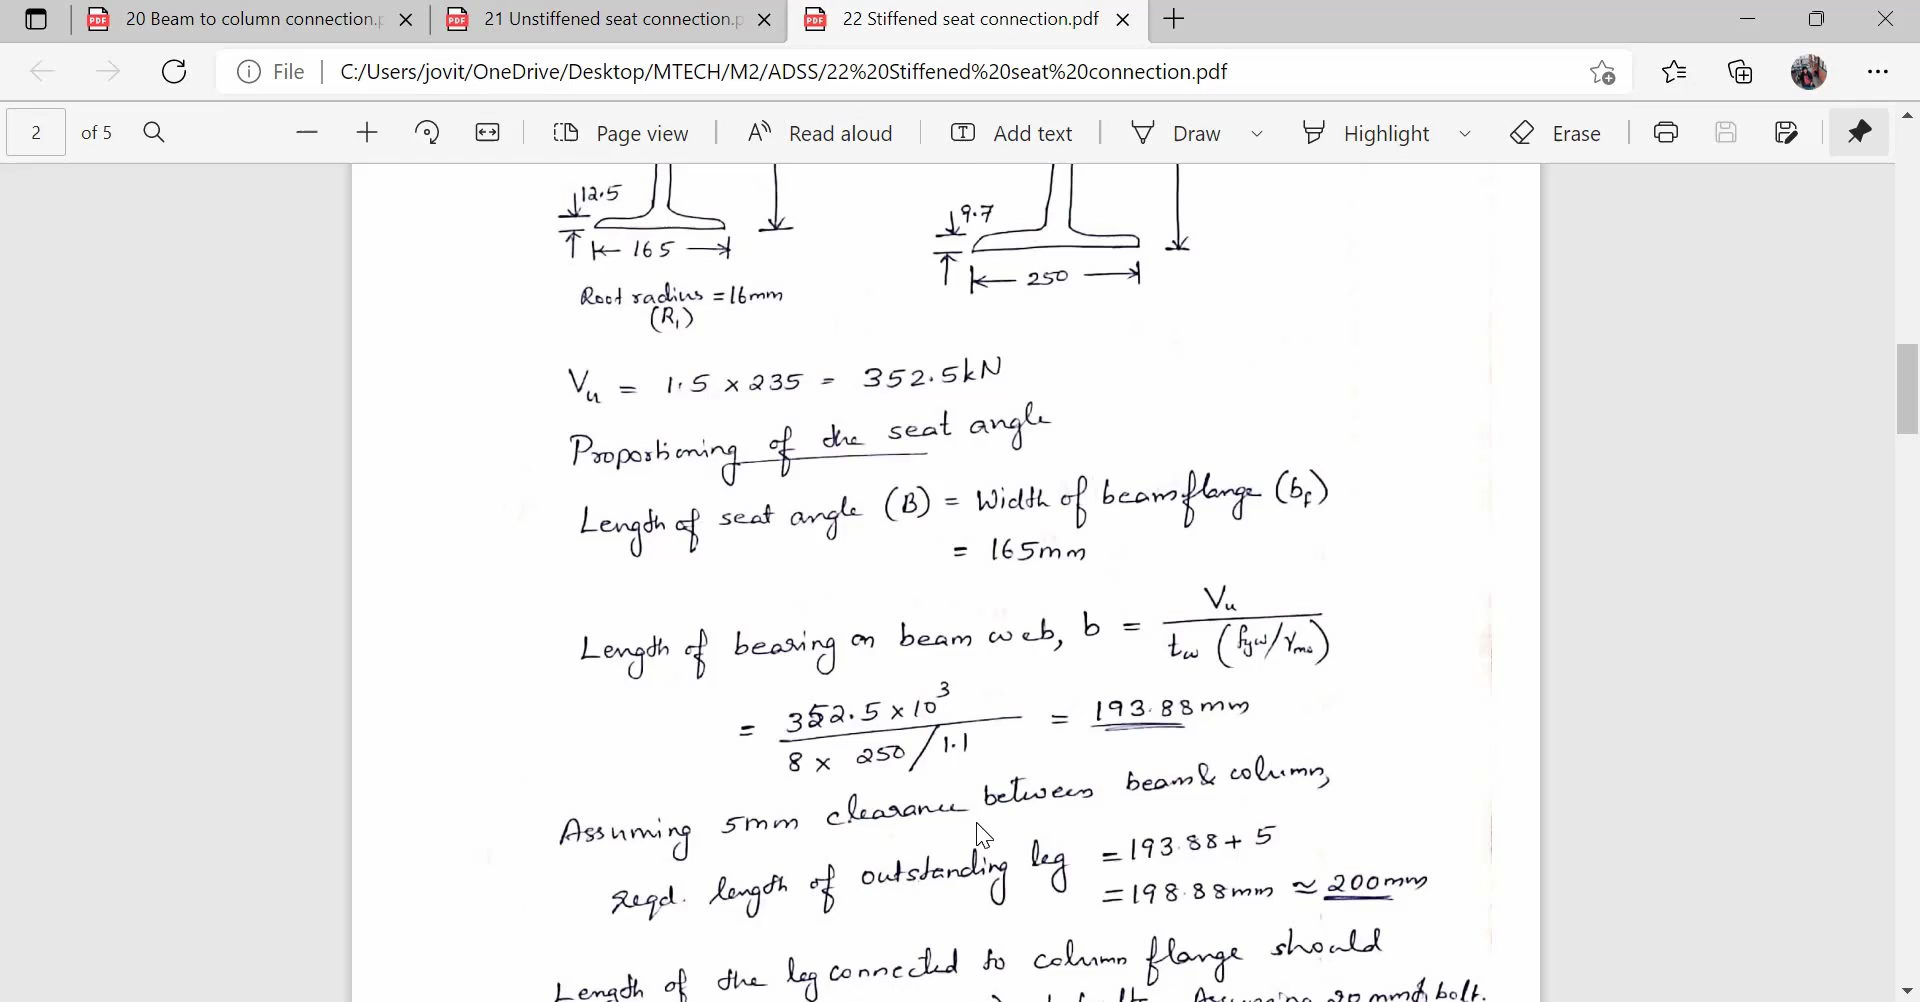 20 Beam to column connection.p
21 Unstiffened seat connection.p
22 Stiffened seat connection.pdf
File
C:/Users/jovit/OneDrive/Desktop/MTECH/M2/ADSS/22%20Stiffened%20seat%20connection.pdf
2 of 5
Page view
Read aloud
Add text
Draw
Highlight
Erase
12.5
165
Root radius = 16mm
(R₁)
9.7
250
Vu = 1.5 x 235 = 352.5kN
Proportioning of the seat angle
Length of seat angle (B) = Width of beam flange (bf)
= 165mm
Length of bearing on beam web, b = Vu / tw (fyw/γmo)
= 352.5 x 10³ / 8 x 250/1.1 = 193.88mm
Assuming 5mm clearance between beam & column,
reqd. length of outstanding leg = 193.88 + 5
= 198.88mm ≈ 200mm
Length of the leg connected to column flange should
Assuming 20mmφ bolt.